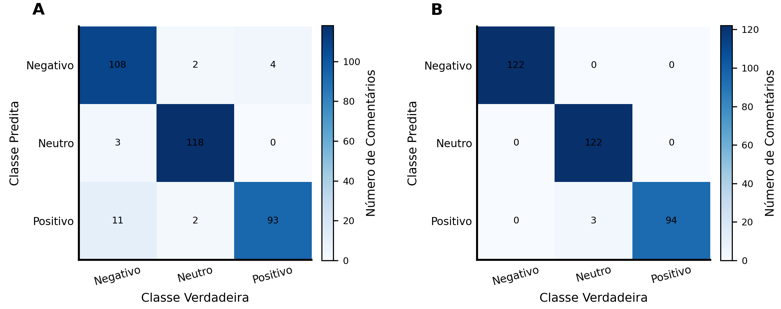 A
Classe Predita
Negativo 108 2 4
Neutro 3 118 0
Positivo 11 2 93
Negativo Neutro Positivo
Classe Verdadeira
100
80
60
40
20
0
Número de Comentários
B
Classe Predita
Negativo 122 0 0
Neutro 0 122 0
Positivo 0 3 94
Negativo Neutro Positivo
Classe Verdadeira
120
100
80
60
40
20
0
Número de Comentários